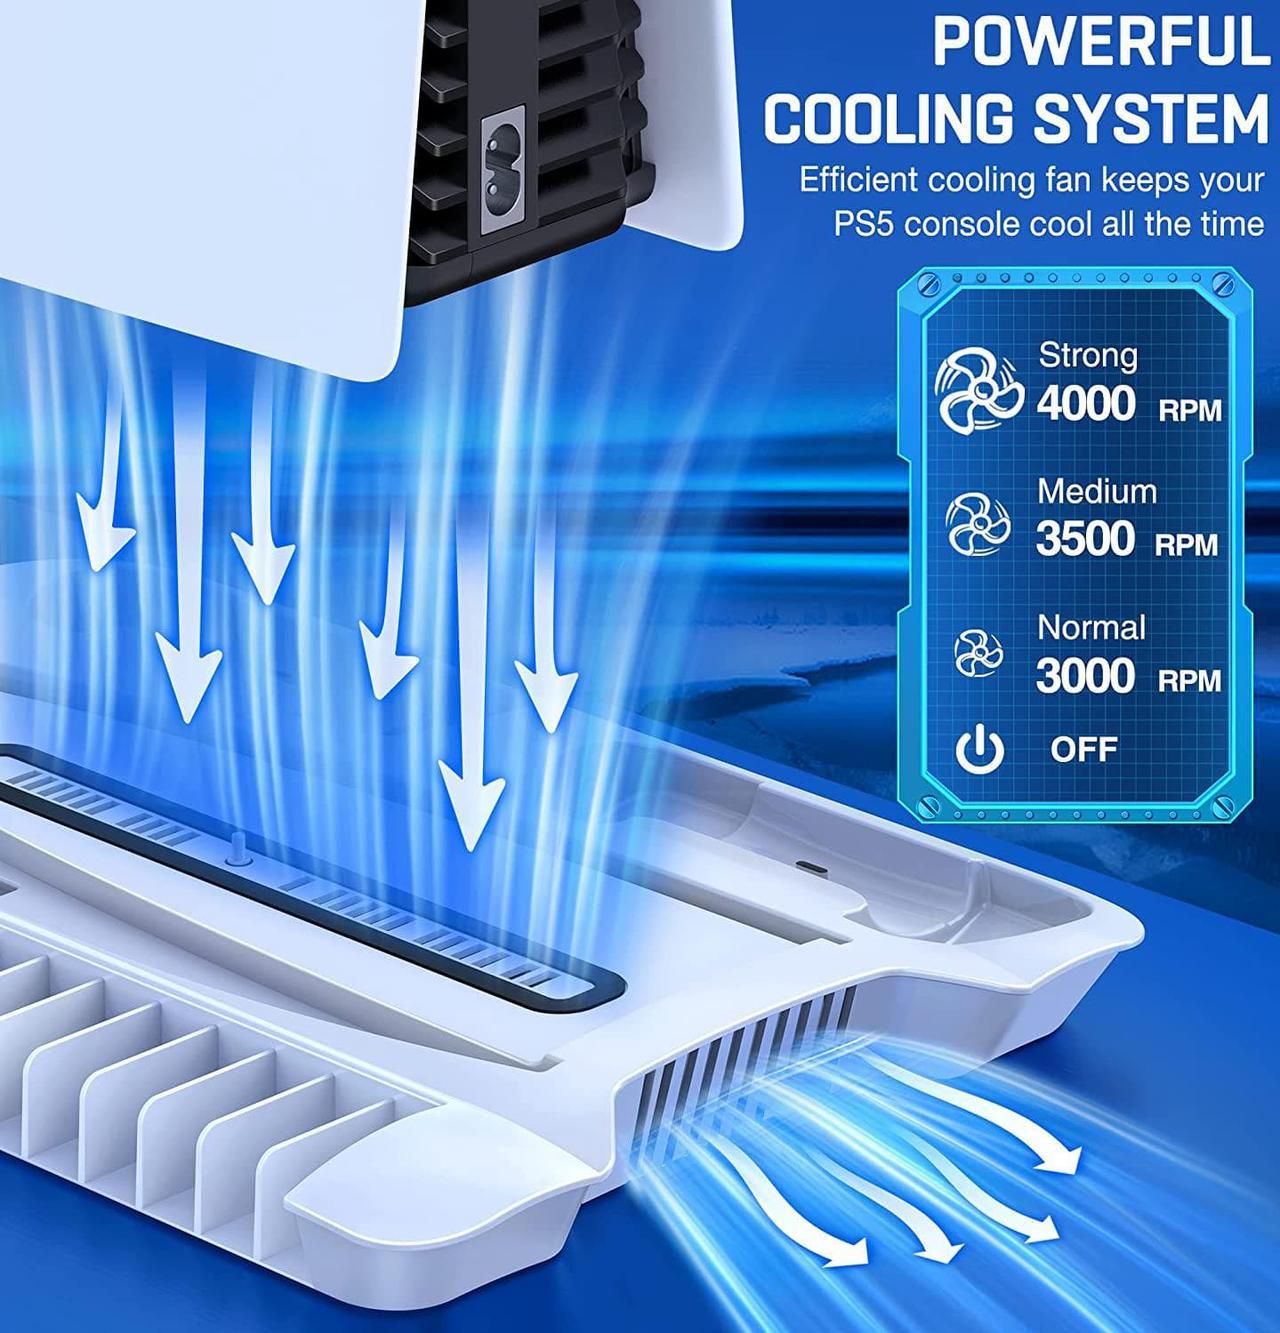 POWERFUL
COOLING SYSTEM
Efficient cooling fan keeps your
PS5 console cool all the time
Strong
4000 RPM
Medium
3500 RPM
Normal
3000 RPM
OFF